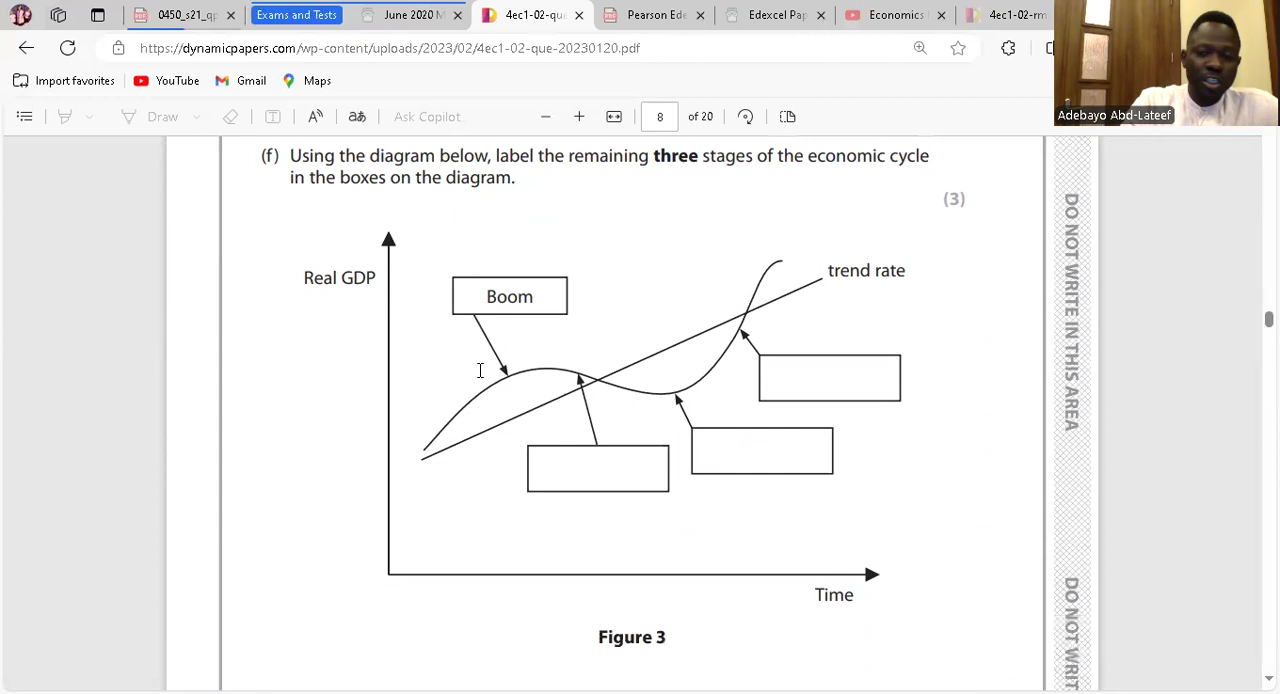 0450_s21_qp
Exams and Tests
June 2020 M
4ec1-02-que
Pearson Ede
Edexcel Pap
Economics
4ec1-02-rm
https://dynamicpapers.com/wp-content/uploads/2023/02/4ec1-02-que-20230120.pdf
Import favorites
YouTube
Gmail
Maps
Adebayo Abd-Lateef
Draw
aあ
Ask Copilot
8
of 20
(f) Using the diagram below, label the remaining three stages of the economic cycle
in the boxes on the diagram.
(3)
Real GDP
Boom
trend rate
Time
Figure 3
DO NOT WRITE IN THIS AREA
DO NOT WRIT